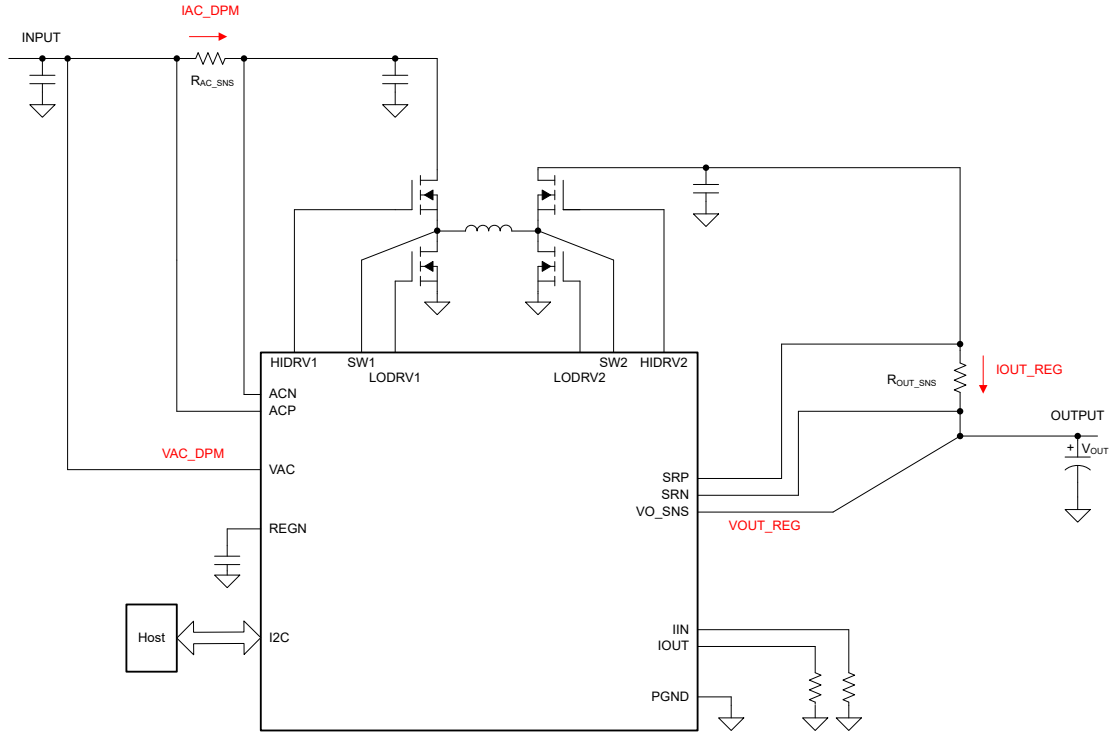 IAC_DPM
INPUT
RAC_SNS
HIDRV1
SW1
LODRV1
LODRV2
SW2
HIDRV2
ROUT_SNS
IOUT_REG
ACN
ACP
OUTPUT
VAC_DPM
+ VOUT
VAC
SRP
SRN
VO_SNS
VOUT_REG
REGN
Host
I2C
IIN
IOUT
PGND